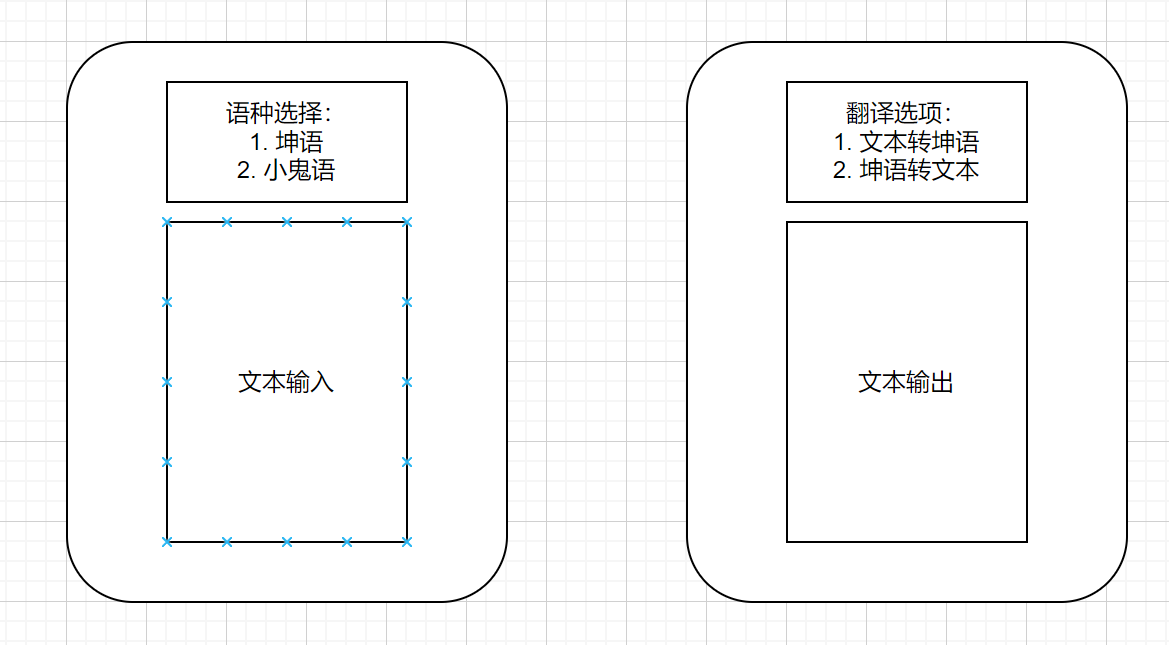 语种选择：
1. 坤语
2. 小鬼语
文本输入
翻译选项：
1. 文本转坤语
2. 坤语转文本
文本输出